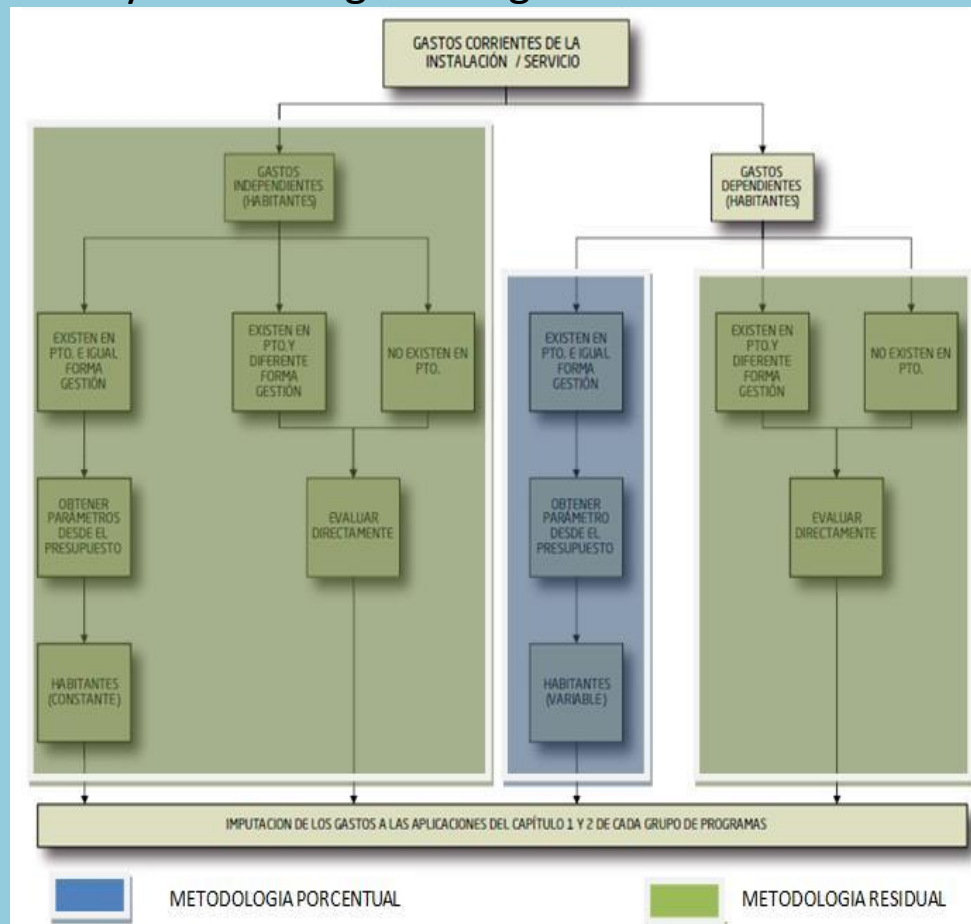 GASTOS CORRIENTES DE LA
INSTALACIÓN / SERVICIO
GASTOS
INDEPENDIENTES
(HABITANTES)
GASTOS
DEPENDIENTES
(HABITANTES)
EXISTEN EN
PTO. E IGUAL
FORMA
GESTIÓN
EXISTEN EN
PTO.Y
DIFERENTE
FORMA
GESTIÓN
NO EXISTEN EN
PTO.
EXISTEN EN
PTO. E IGUAL
FORMA
GESTIÓN
EXISTEN EN
PTO.Y
DIFERENTE
FORMA
GESTIÓN
NO EXISTEN EN
PTO.
OBTENER
PARÁMETROS
DESDE EL
PRESUPUESTO
EVALUAR
DIRECTAMENTE
OBTENER
PARÁMETRO
DESDE EL
PRESUPUESTO
EVALUAR
DIRECTAMENTE
HABITANTES
(CONSTANTE)
HABITANTES
(VARIABLE)
IMPUTACION DE LOS GASTOS A LAS APLICACIONES DEL CAPÍTULO 1 Y 2 DE CADA GRUPO DE PROGRAMAS
METODOLOGIA PORCENTUAL
METODOLOGIA RESIDUAL